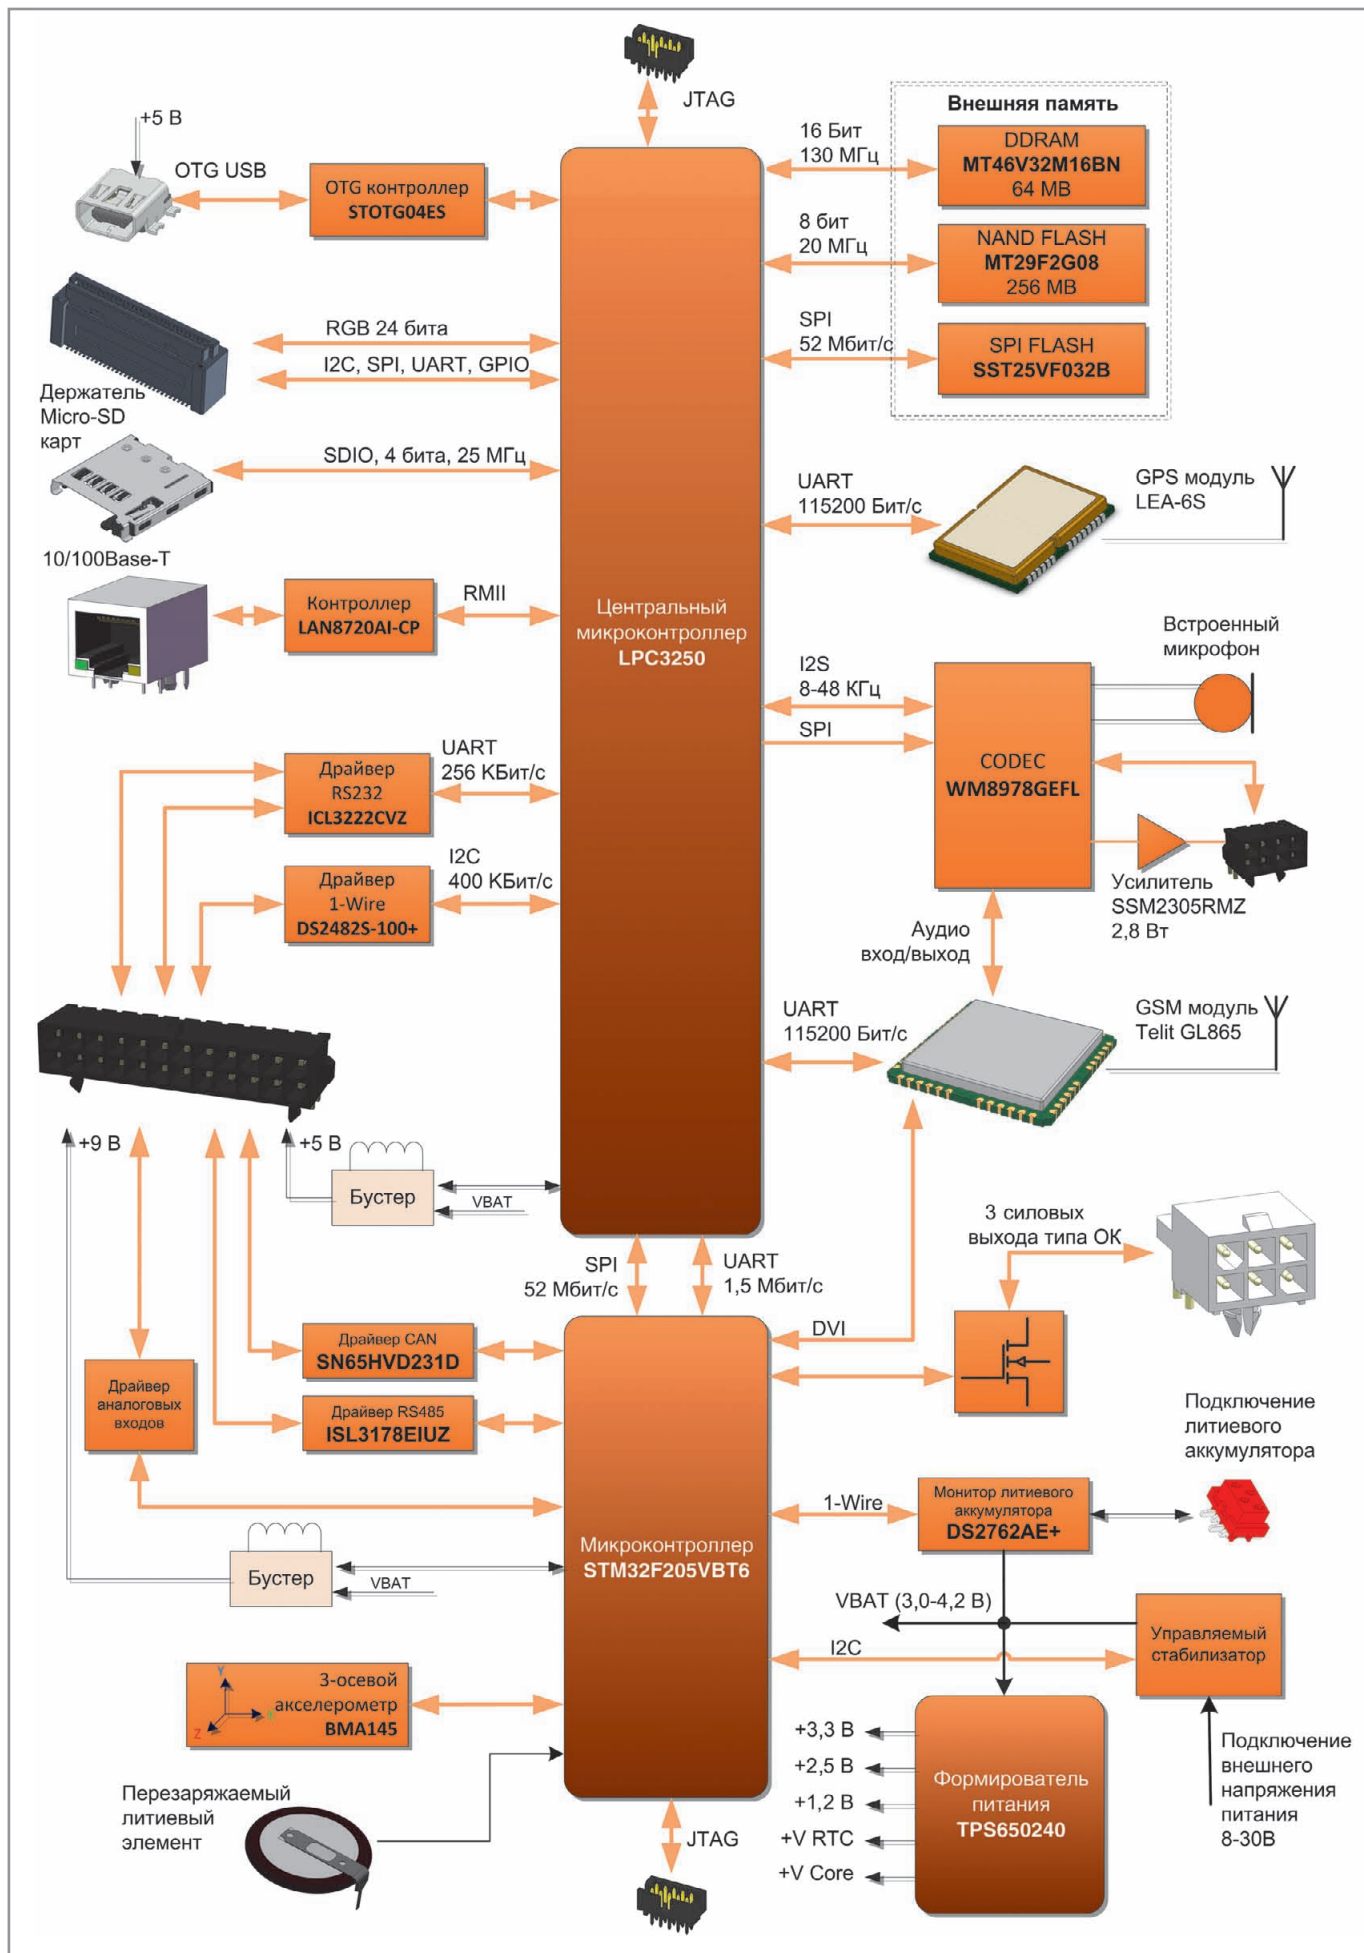 JTAG
+5 В
OTG USB
OTG контроллер
STOTG04ES
16 Бит
130 МГц
Внешняя память
DDRAM
MT46V32M16BN
64 MB
8 бит
20 МГц
NAND FLASH
MT29F2G08
256 MB
SPI
52 Мбит/с
SPI FLASH
SST25VF032B
RGB 24 бита
I2C, SPI, UART, GPIO
Держатель
Micro-SD
карт
SDIO, 4 бита, 25 МГц
UART
115200 Бит/с
GPS модуль
LEA-6S
10/100Base-T
Контроллер
LAN8720AI-CP
RMII
Центральный
микроконтроллер
LPC3250
Встроенный
микрофон
I2S
8-48 КГц
SPI
CODEC
WM8978GEFL
Драйвер
RS232
ICL3222CVZ
UART
256 КБит/с
Драйвер
1-Wire
DS2482S-100+
I2C
400 КБит/с
Усилитель
SSM2305RMZ
2,8 Вт
Аудио
вход/выход
UART
115200 Бит/с
GSM модуль
Telit GL865
+9 В
+5 В
Бустер
VBAT
SPI
52 Мбит/с
UART
1,5 Мбит/с
3 силовых
выхода типа ОК
DVI
Драйвер CAN
SN65HVD231D
Драйвер
аналоговых
входов
Драйвер RS485
ISL3178EIUZ
Подключение
литиевого
аккумулятора
1-Wire
Монитор литиевого
аккумулятора
DS2762AE+
Микроконтроллер
STM32F205VBT6
Бустер
VBAT
VBAT (3,0-4,2 В)
I2C
Управляемый
стабилизатор
3-осевой
акселерометр
BMA145
Y
X
Z
+3,3 В
+2,5 В
+1,2 В
+V RTC
+V Core
Формирователь
питания
TPS650240
Подключение
внешнего
напряжения
питания
8-30В
Перезаряжаемый
литиевый
элемент
JTAG